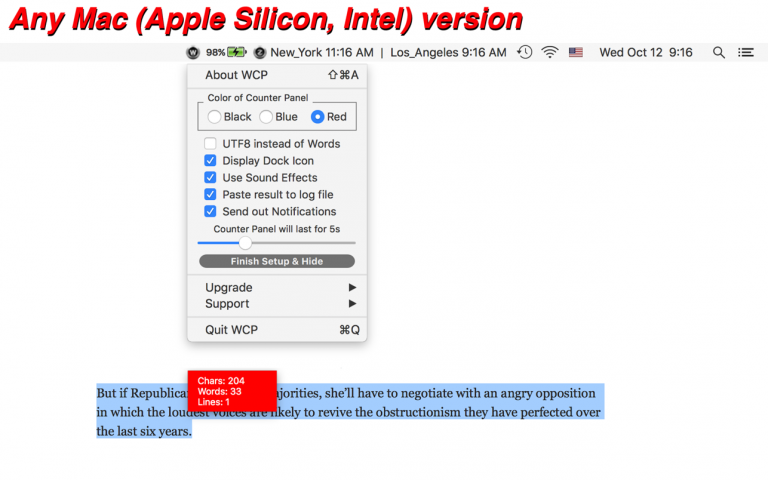 Any Mac (Apple Silicon, Intel) version
98% New_York 11:16 AM | Los_Angeles 9:16 AM Wed Oct 12 9:16
About WCP ⇧⌘A
Color of Counter Panel
Black Blue Red
UTF8 instead of Words
Display Dock Icon
Use Sound Effects
Paste result to log file
Send out Notifications
Counter Panel will last for 5s
Finish Setup & Hide
Upgrade
Support
Quit WCP ⌘Q
Chars: 204
Words: 33
Lines: 1
But if Republica ajorities, she’ll have to negotiate with an angry opposition
in which the loudest voices are likely to revive the obstructionism they have perfected over
the last six years.